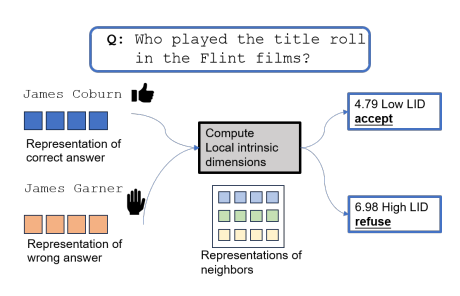 Q: Who played the title roll
in the Flint films?
James Coburn
Representation of
correct answer
James Garner
Representation of
wrong answer
Compute
Local intrinsic
dimensions
Representations of
neighbors
4.79 Low LID
accept
6.98 High LID
refuse